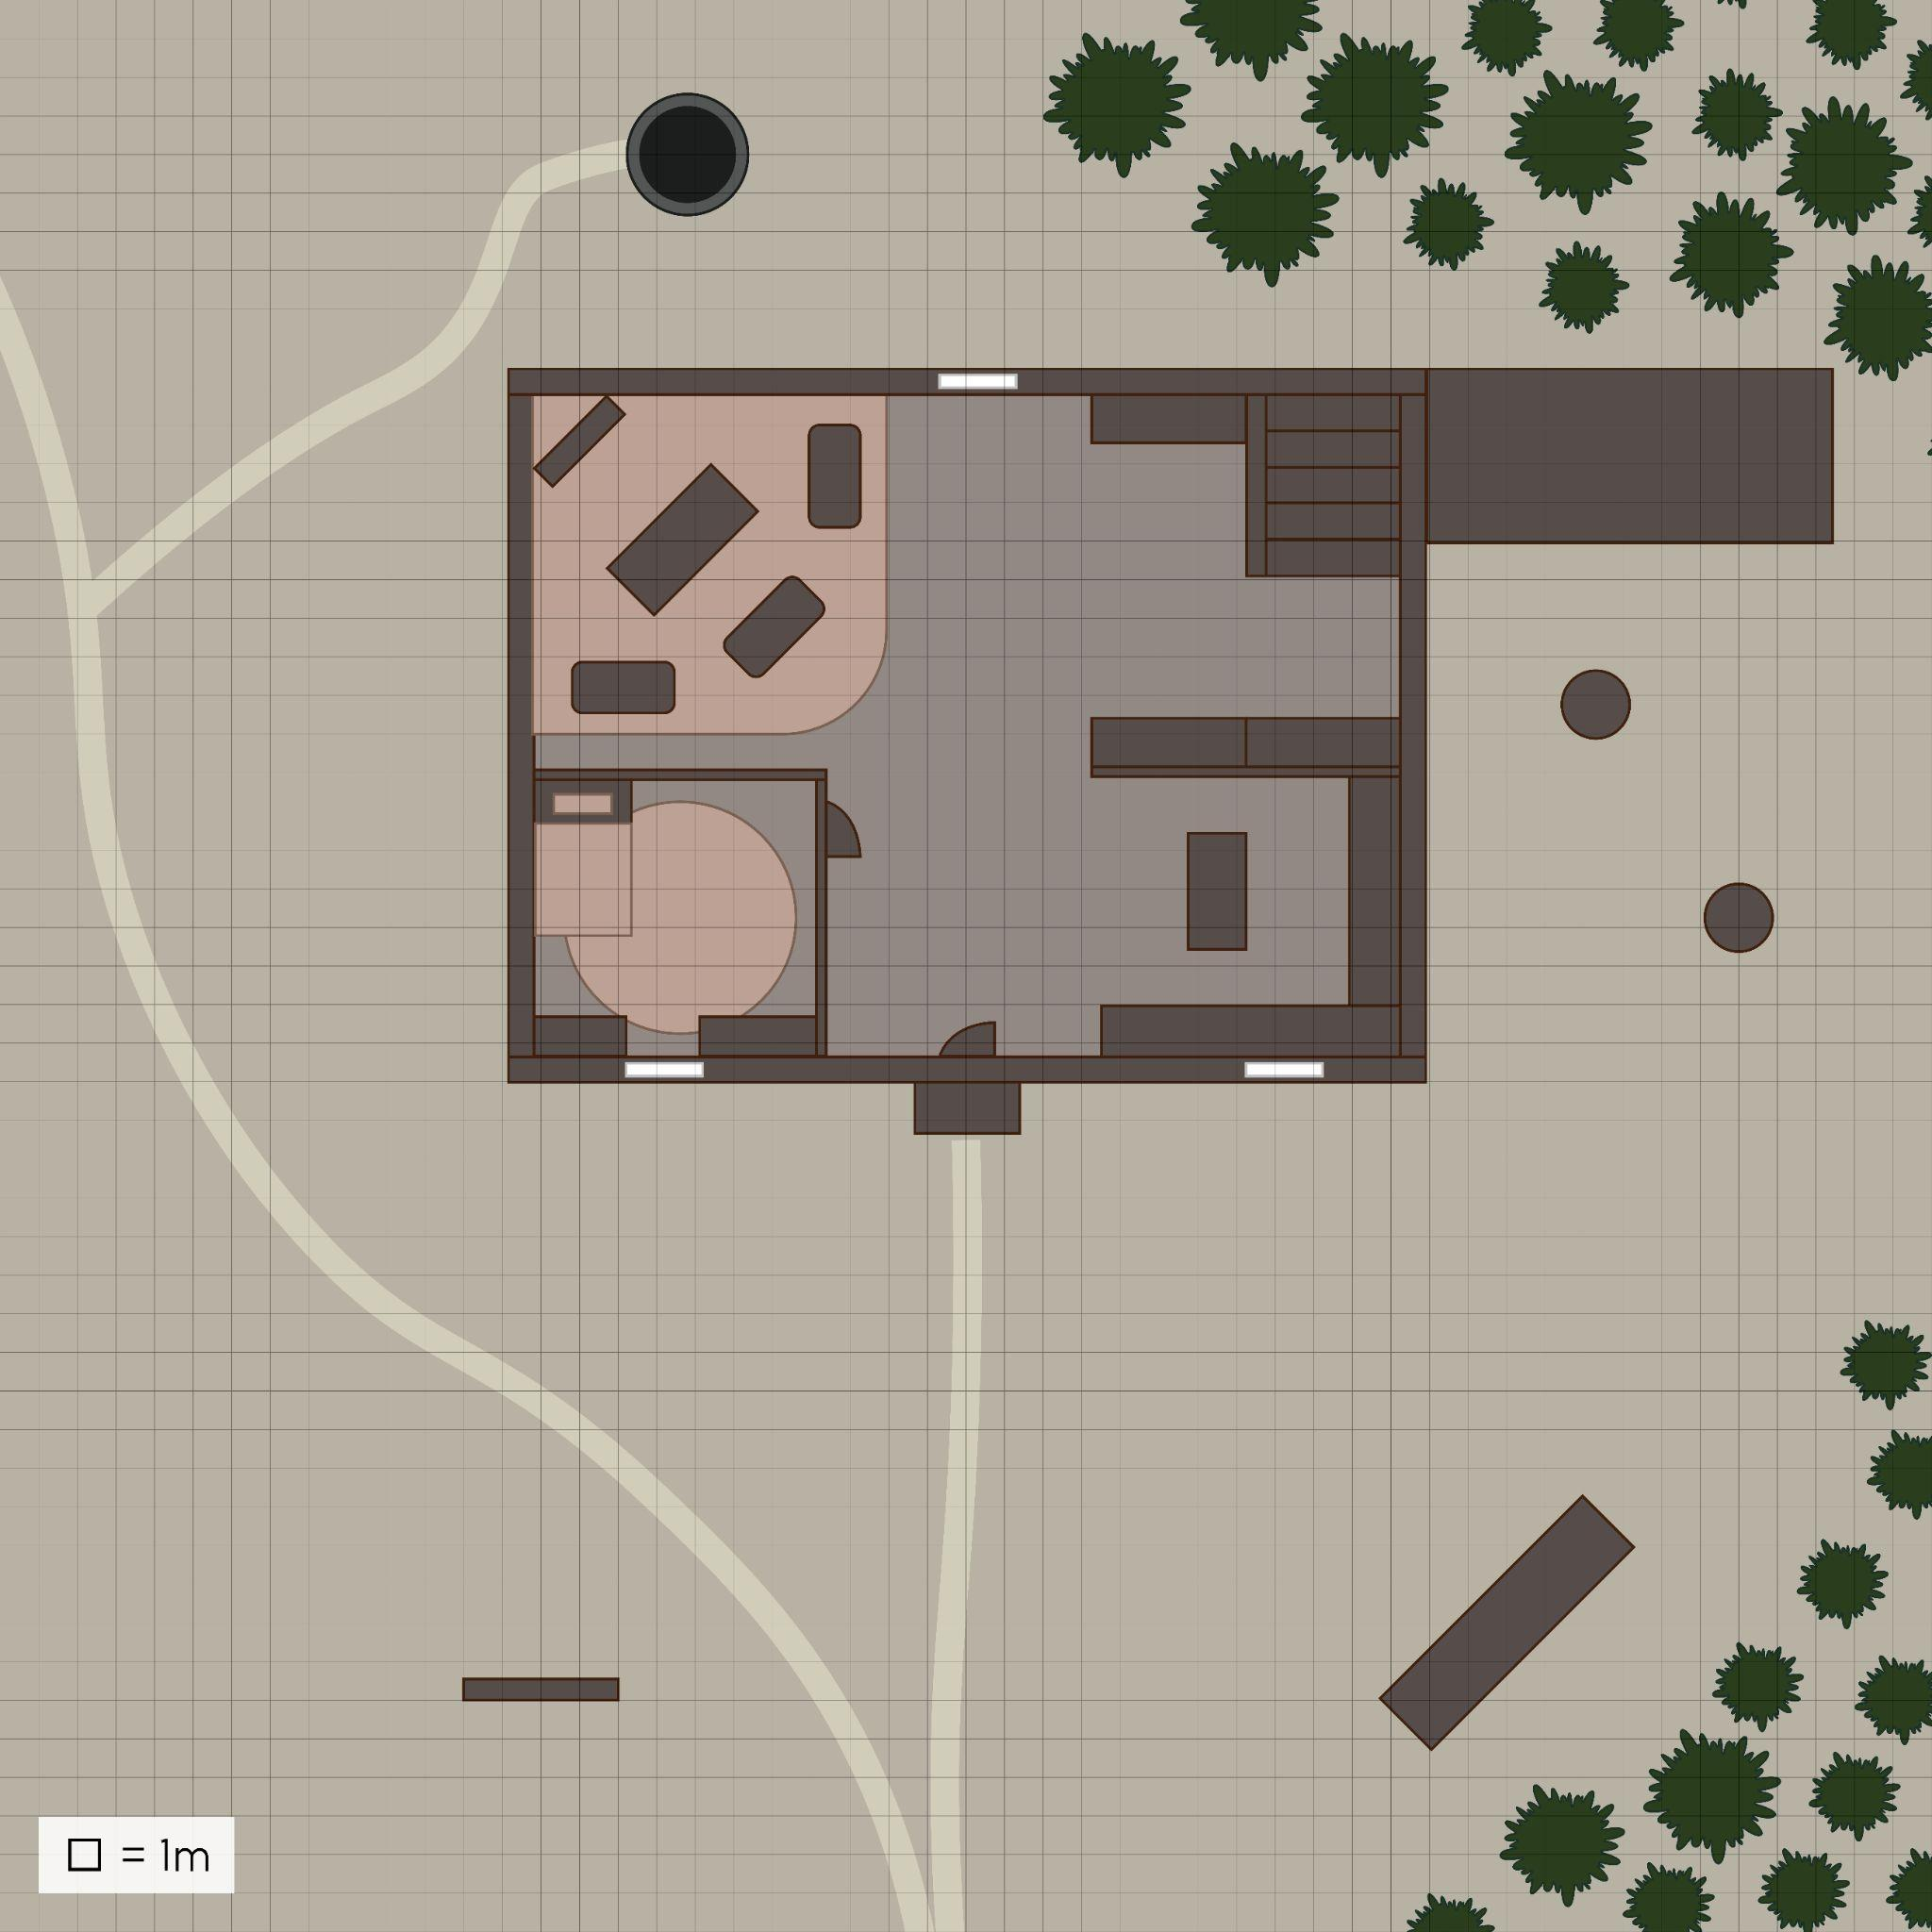 = 1m